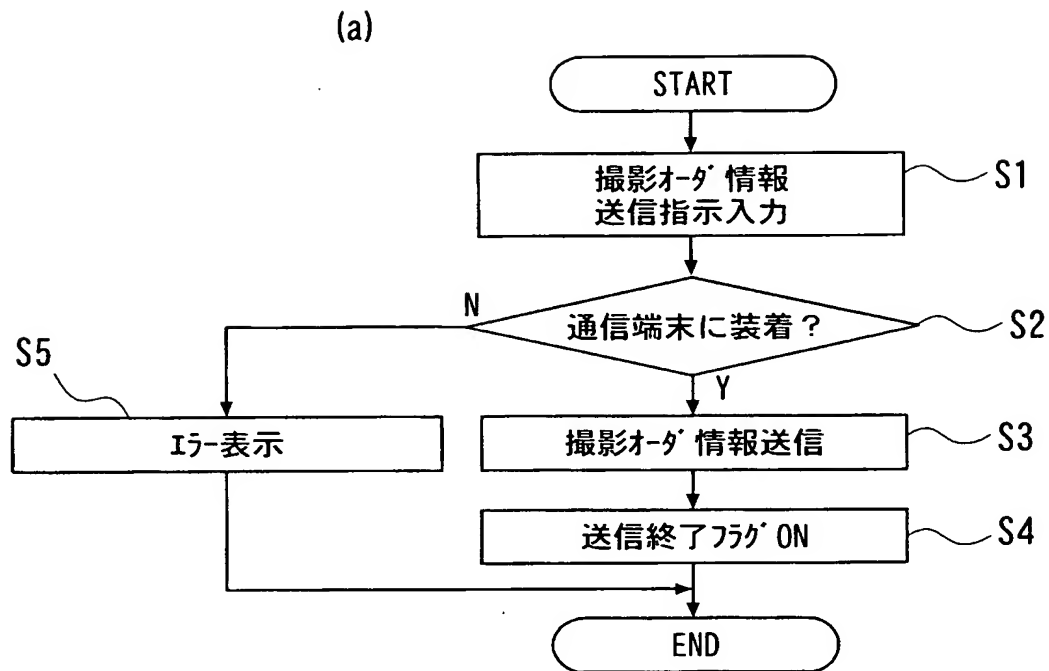 (a)
START
撮影ｵｰﾀﾞ情報
送信指示入力
S1
N
通信端末に装着？
S2
S5
Y
ｴﾗｰ表示
撮影ｵｰﾀﾞ情報送信
S3
送信終了ﾌﾗｸﾞON
S4
END